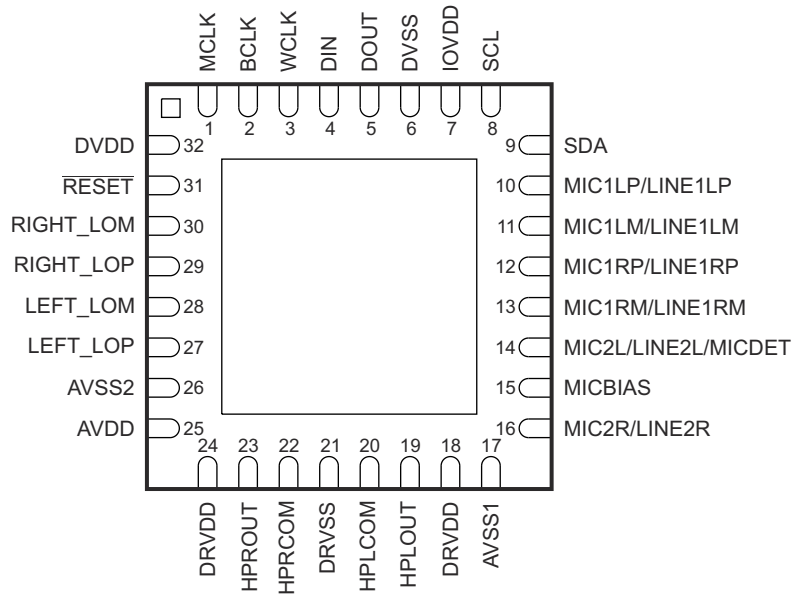 MCLK
BCLK
WCLK
DIN
DOUT
DVSS
IOVDD
SCL
1 2 3 4 5 6 7 8
DVDD 32 9 SDA
RESET 31 10 MIC1LP/LINE1LP
RIGHT_LOM 30 11 MIC1LM/LINE1LM
RIGHT_LOP 29 12 MIC1RP/LINE1RP
LEFT_LOM 28 13 MIC1RM/LINE1RM
LEFT_LOP 27 14 MIC2L/LINE2L/MICDET
AVSS2 26 15 MICBIAS
AVDD 25 16 MIC2R/LINE2R
24 23 22 21 20 19 18 17
DRVDD
HPROUT
HPRCOM
DRVSS
HPLCOM
HPLOUT
DRVDD
AVSS1